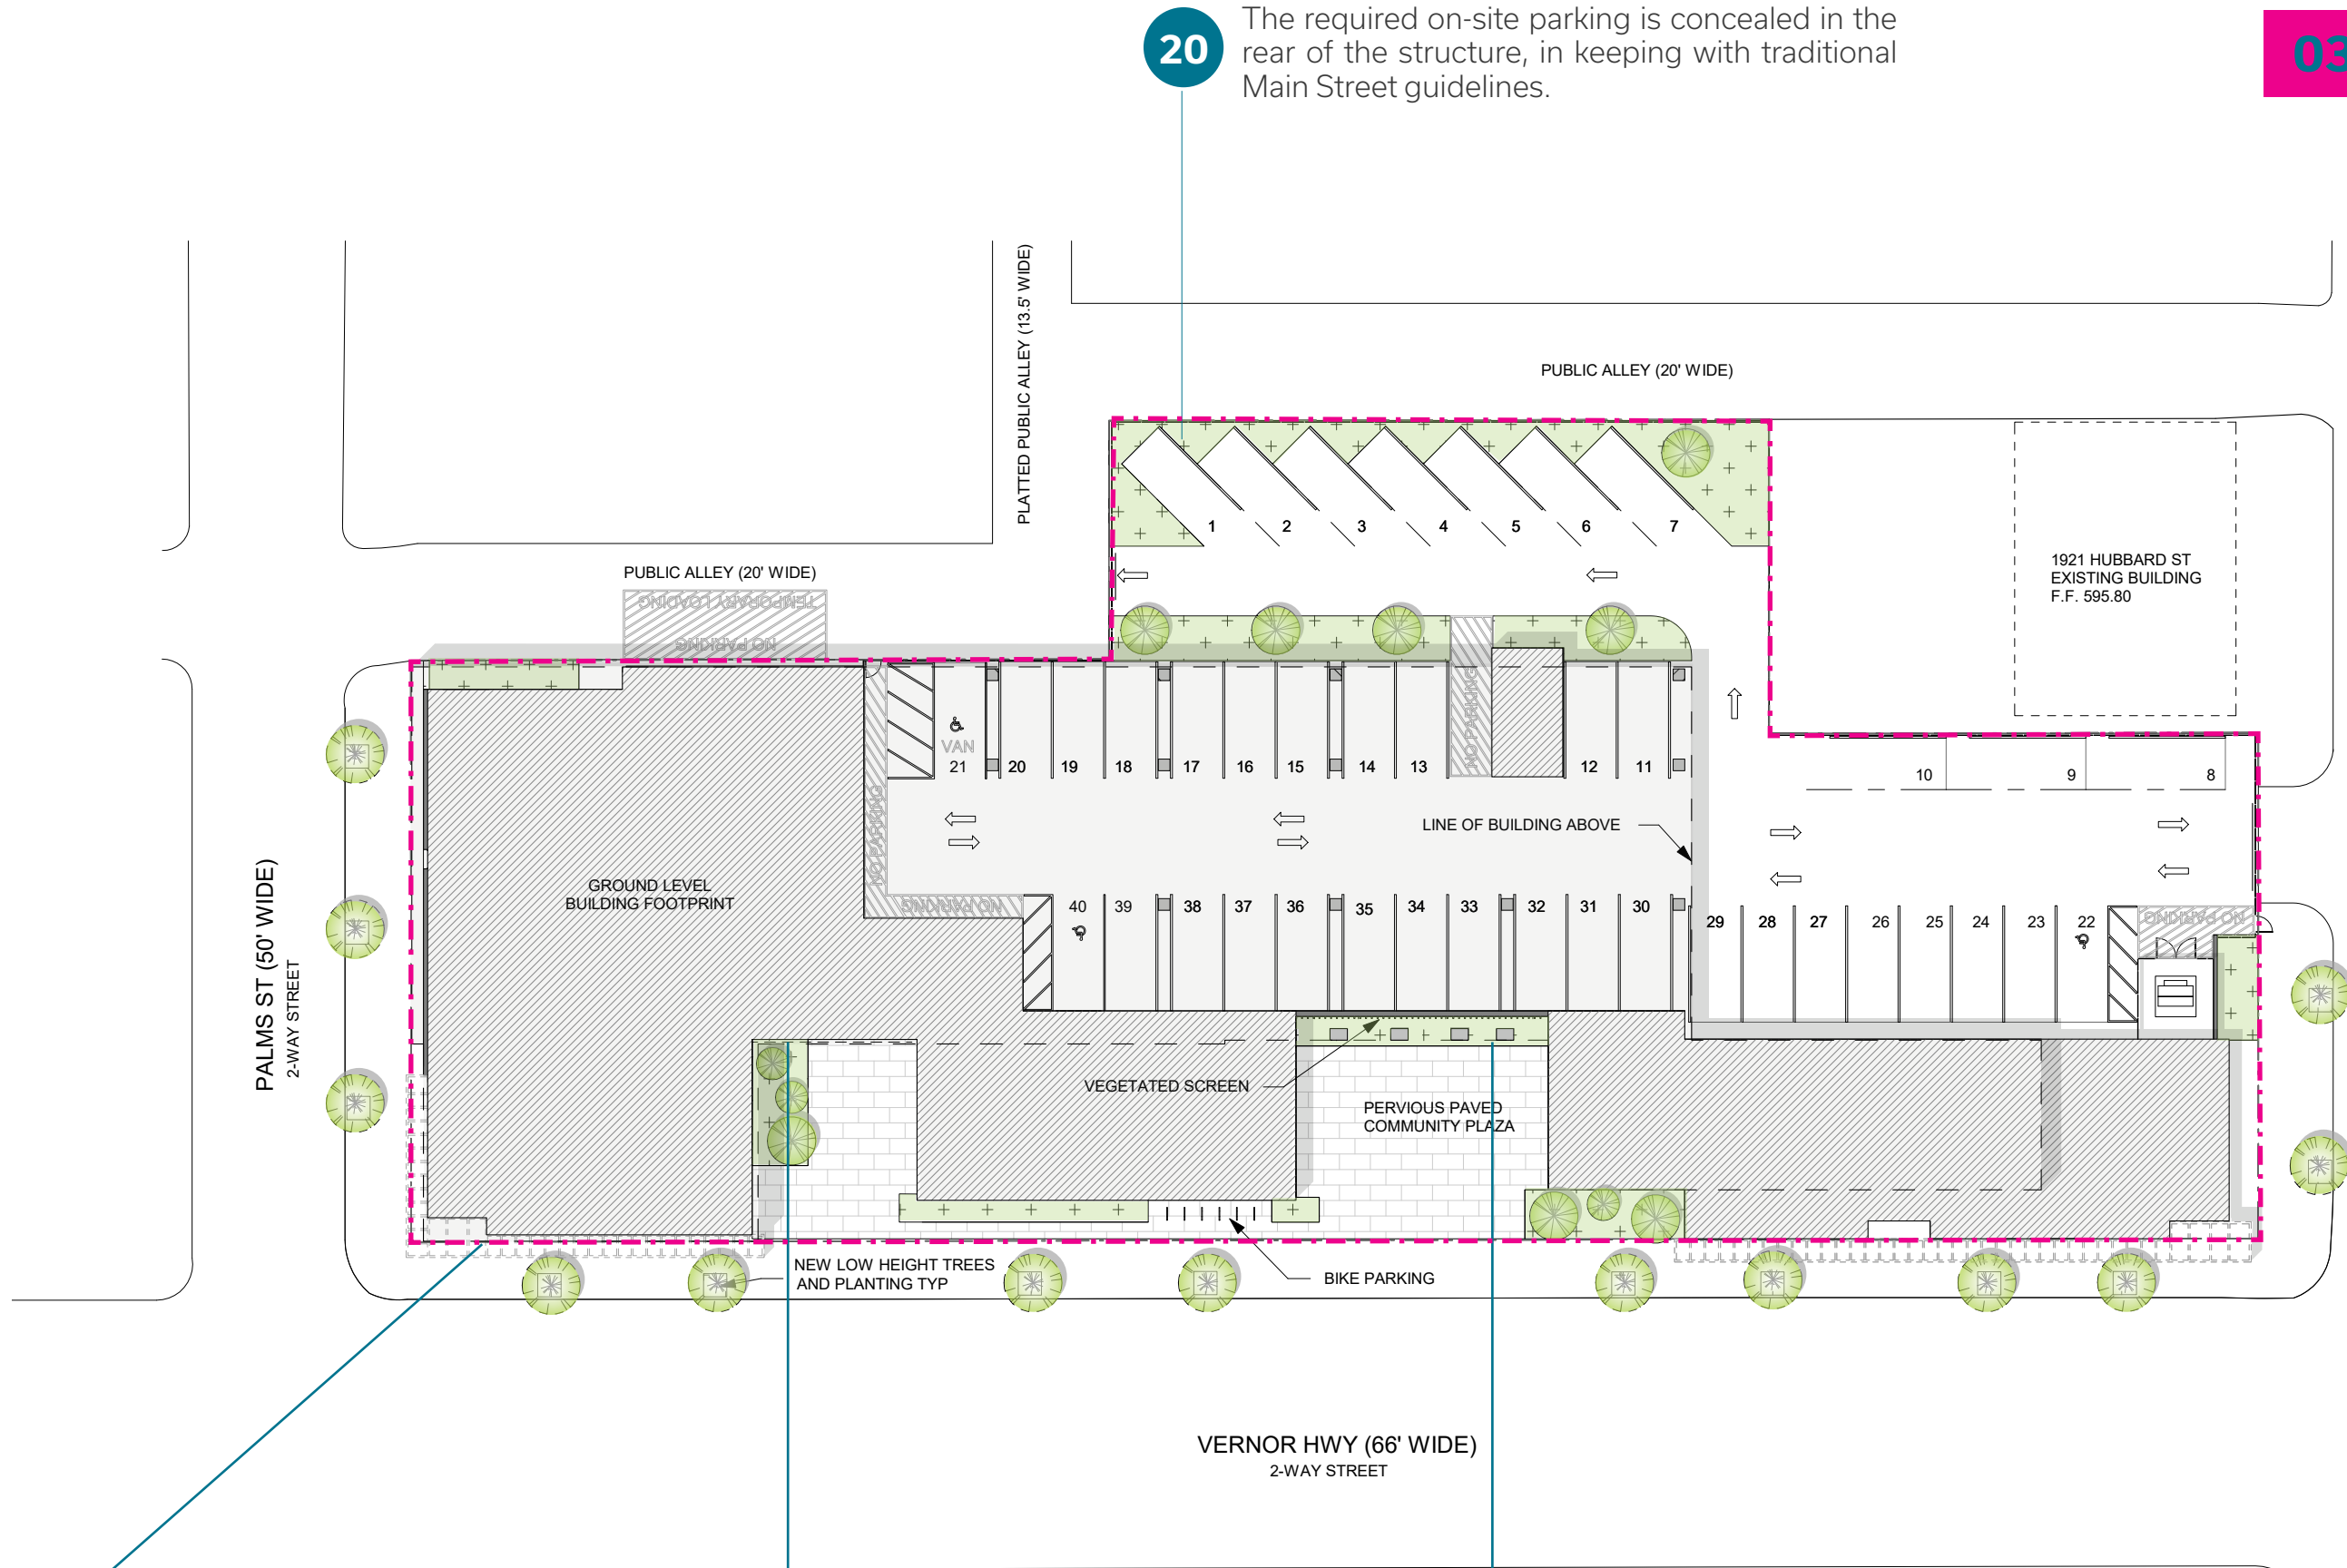 20
The required on-site parking is concealed in the
rear of the structure, in keeping with traditional
Main Street guidelines.
03
PLATTED PUBLIC ALLEY (13.5' WIDE)
PUBLIC ALLEY (20' WIDE)
1 2 3 4 5 6 7
1921 HUBBARD ST
EXISTING BUILDING
F.F. 595.80
PUBLIC ALLEY (20' WIDE)
TEMPORARY LOADING
NO PARKING
NO PARKING
VAN
21 20 19 18 17 16 15 14 13 12 11
10 9 8
NO PARKING
LINE OF BUILDING ABOVE
GROUND LEVEL
BUILDING FOOTPRINT
NO PARKING
40 39 38 37 36 35 34 33 32 31 30
29 28 27 26 25 24 23 22
NO PARKING
PALMS ST (50' WIDE)
2-WAY STREET
VEGETATED SCREEN
PERVIOUS PAVED
COMMUNITY PLAZA
NEW LOW HEIGHT TREES
AND PLANTING TYP
BIKE PARKING
VERNOR HWY (66' WIDE)
2-WAY STREET